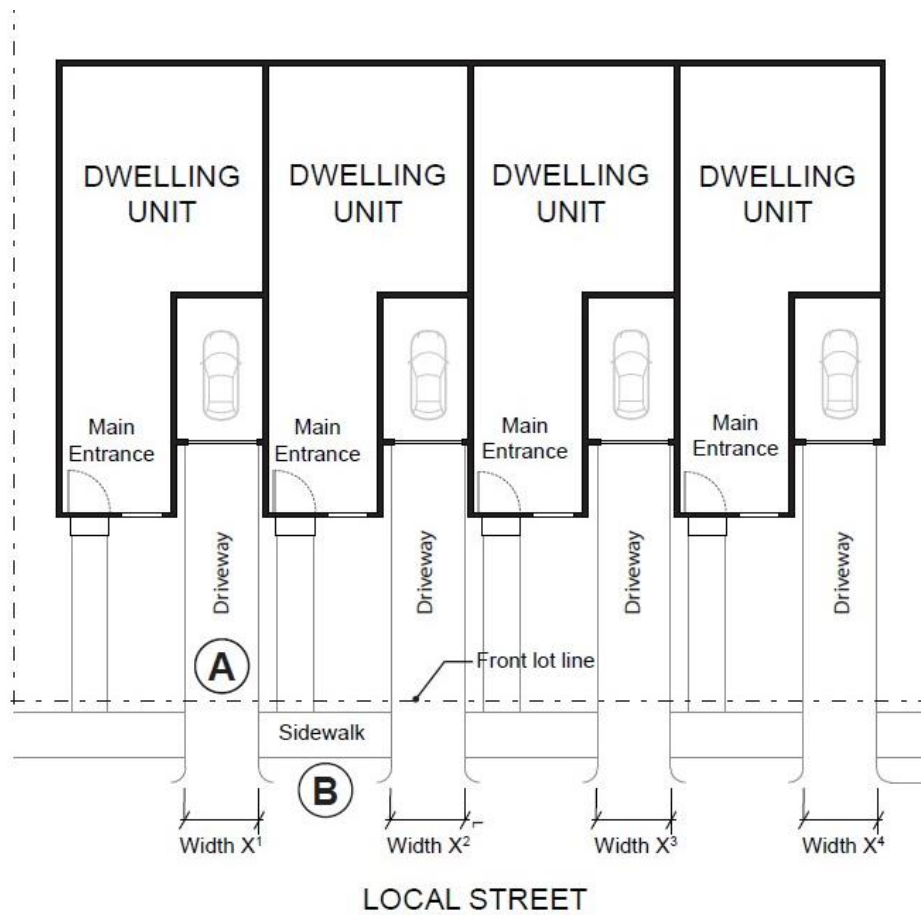 DWELLING
UNIT
DWELLING
UNIT
DWELLING
UNIT
DWELLING
UNIT
Main
Entrance
Main
Entrance
Main
Entrance
Main
Entrance
Driveway
Driveway
Driveway
Driveway
A
Front lot line
Sidewalk
B
Width X¹
Width X²
Width X³
Width X⁴
LOCAL STREET